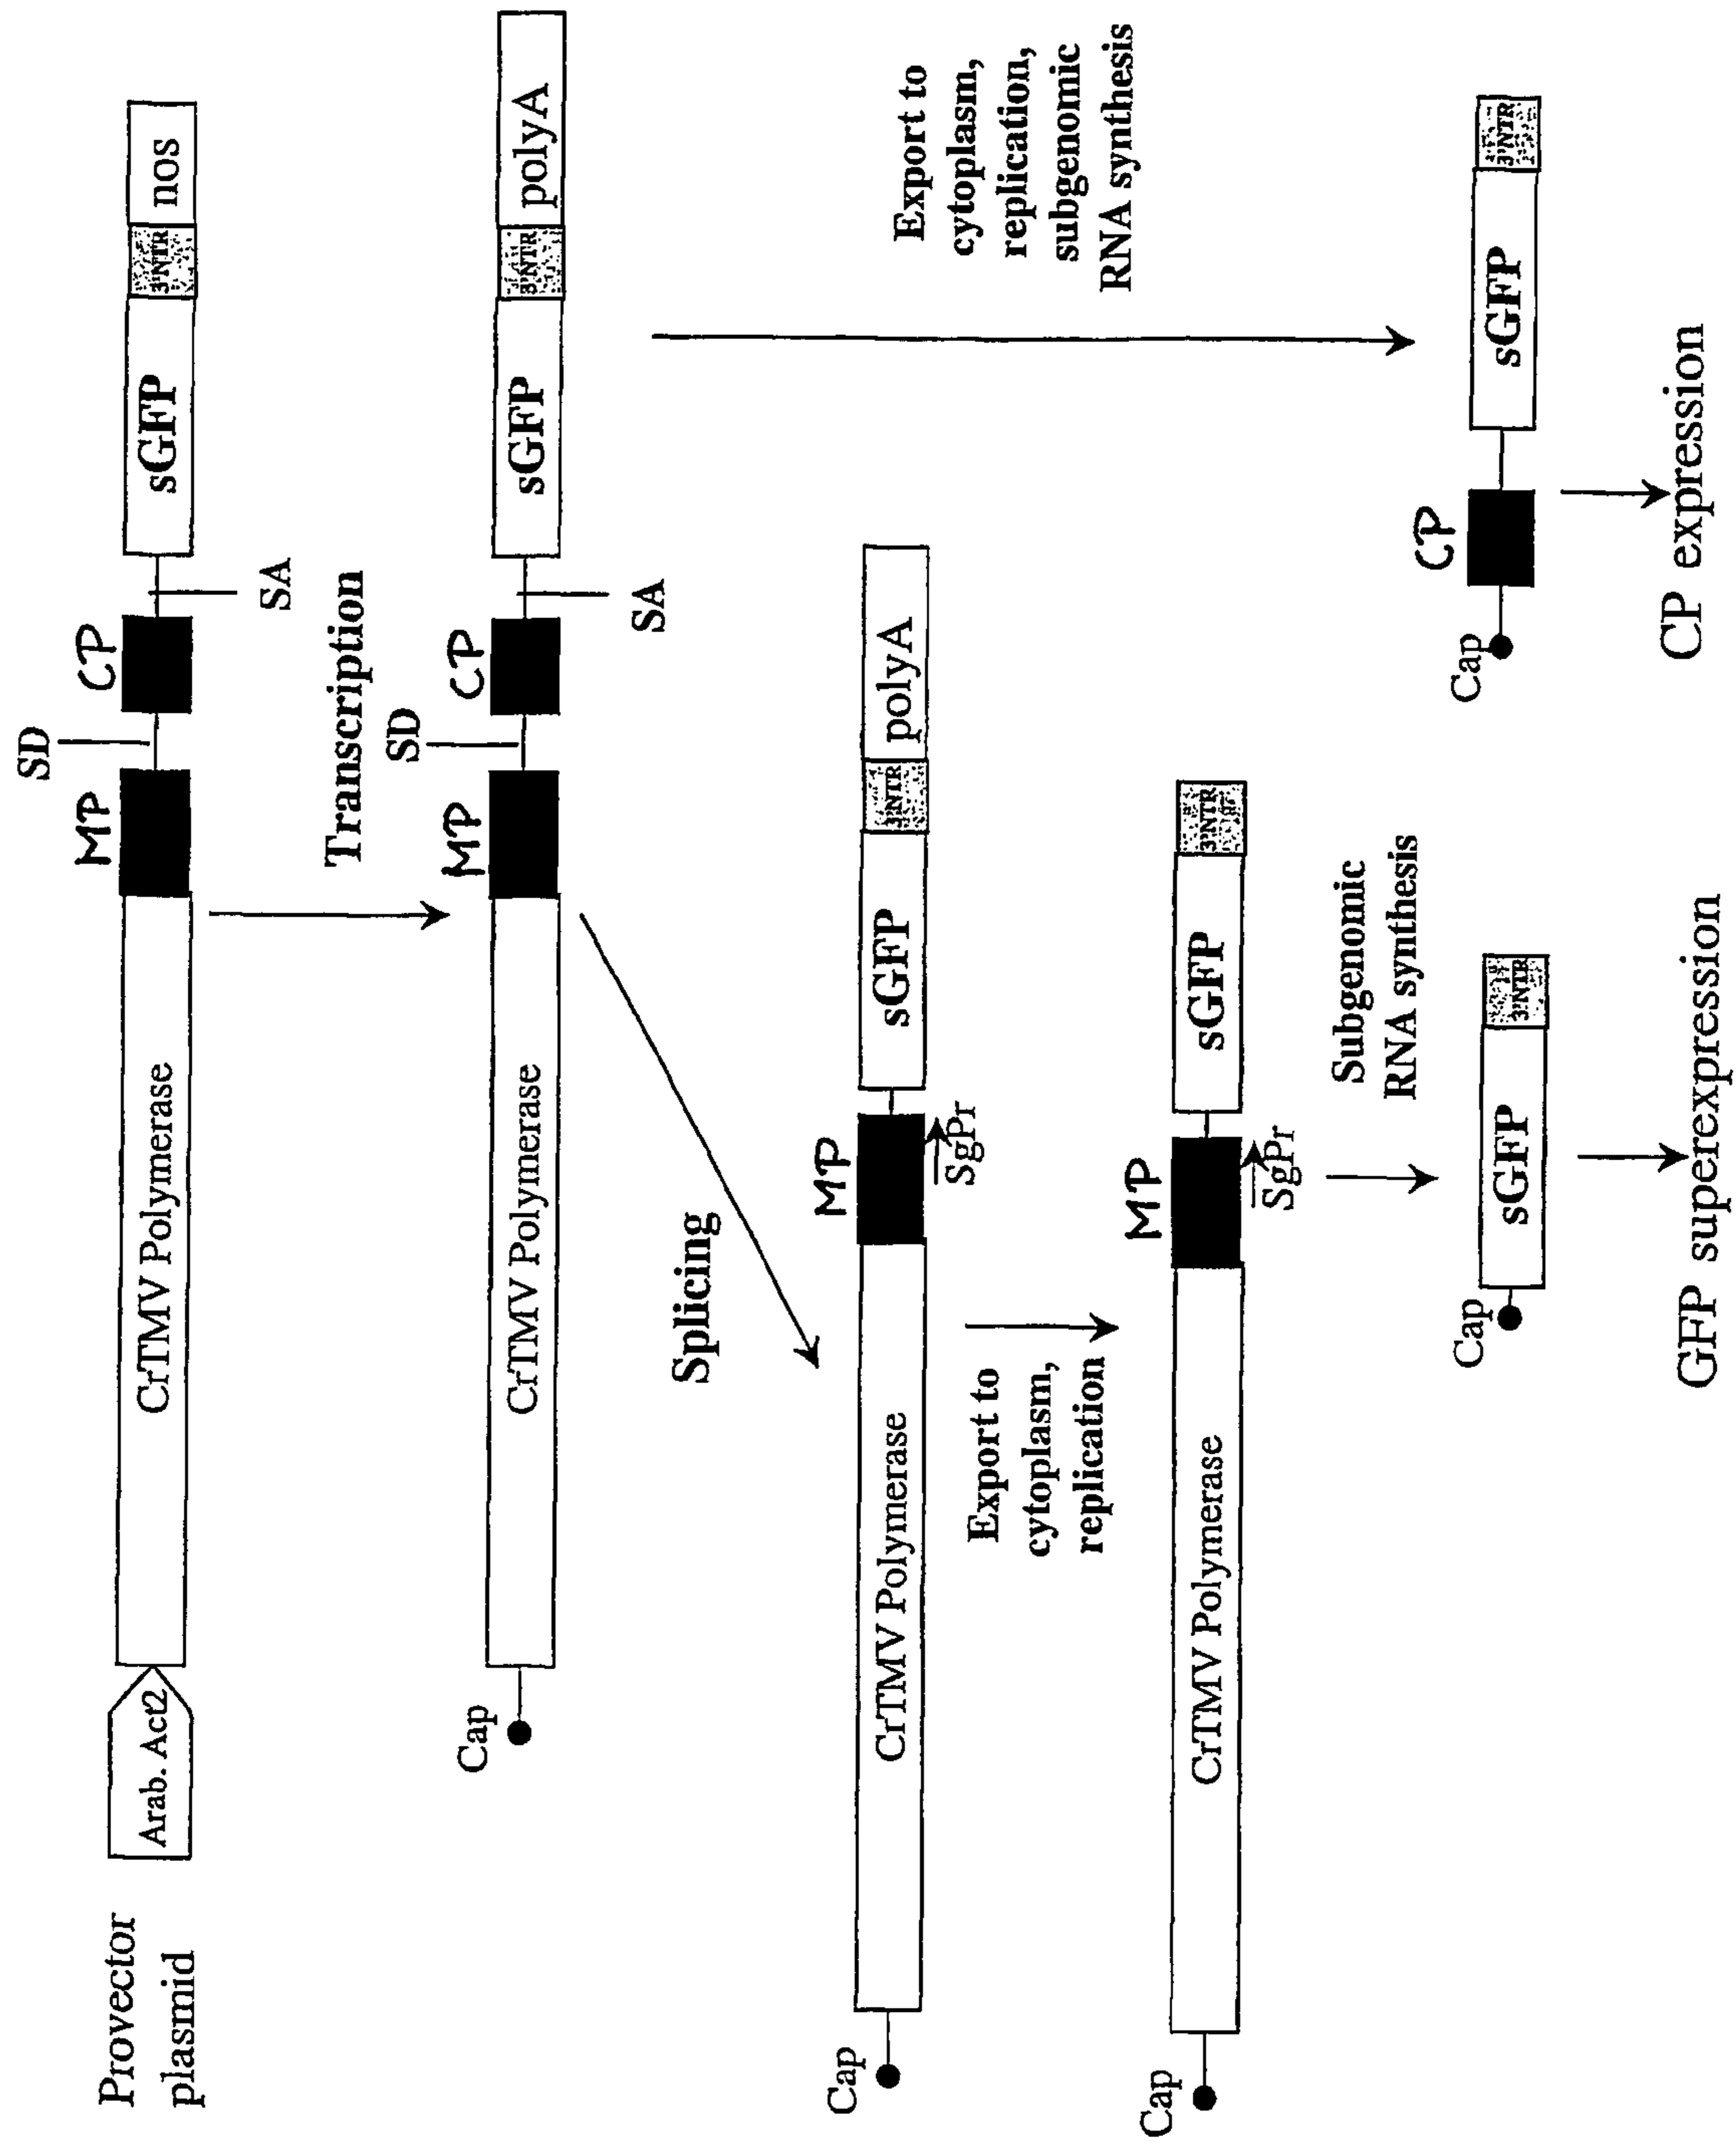 Provector
plasmid
Arab. Act2
CrTMV Polymerase
MP
SD
CP
SA
sGFP
3'NTR
nos
Transcription
Cap
CrTMV Polymerase
MP
SD
CP
SA
sGFP
3'NTR
polyA
Splicing
Export to
cytoplasm,
replication,
subgenomic
RNA synthesis
Cap
CrTMV Polymerase
MP
SgPr
sGFP
3'NTR
polyA
Export to
cytoplasm,
replication
Cap
CrTMV Polymerase
MP
SgPr
sGFP
3'NTR
Subgenomic
RNA synthesis
Cap
sGFP
3'NTR
GFP superexpression
Cap
CP
sGFP
3'NTR
CP expression